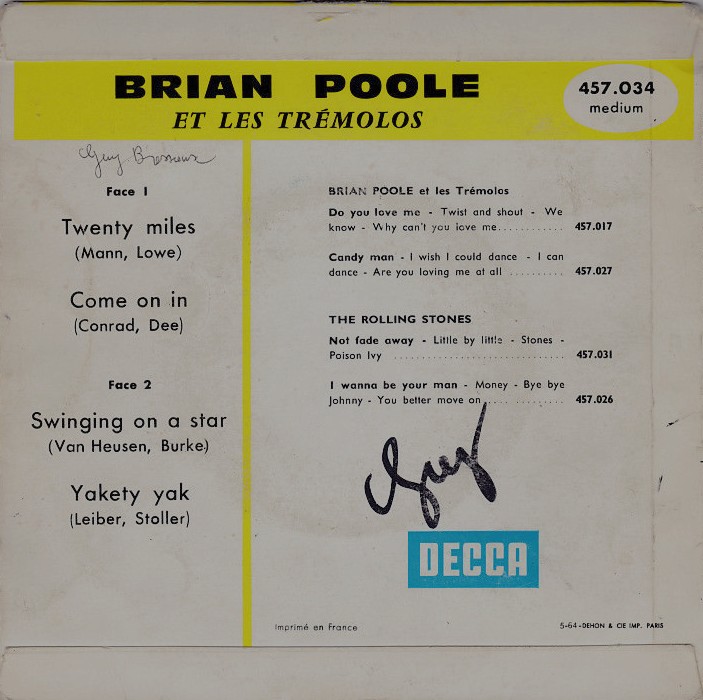 BRIAN POOLE
ET LES TRÉMOLOS
457.034
medium
Guy
Face 1
Twenty miles
(Mann, Lowe)
Come on in
(Conrad, Dee)
Face 2
Swinging on a star
(Van Heusen, Burke)
Yakety yak
(Leiber, Stoller)
BRIAN POOLE et les Trémolos
Do you love me - Twist and shout - We
know - Why can't you love me............ 457.017
Candy man - I wish I could dance - I can
dance - Are you loving me at all .......... 457.027
THE ROLLING STONES
Not fade away - Little by little - Stones -
Poison Ivy ................................ 457.031
I wanna be your man - Money - Bye bye
Johnny - You better move on.............. 457.026
Guy
DECCA
Imprimé en France
5-64-DEHON & CIE IMP. PARIS